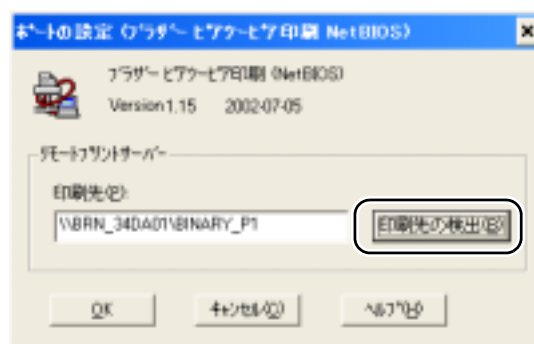 ﾎﾟｰﾄの設定 (ﾌﾞﾗｻﾞｰ ﾋﾟｱﾂｰﾋﾟｱ印刷 NetBIOS)
ﾌﾞﾗｻﾞｰ ﾋﾟｱﾂｰﾋﾟｱ印刷 (NetBIOS)
Version 1.15 2002-07-05
ﾘﾓｰﾄﾌﾟﾘﾝﾄｻｰﾊﾞｰ
印刷先(P):
\\BRN_340A01\BINARY_P1
印刷先の検出(B)
OK
ｷｬﾝｾﾙ(C)
ﾍﾙﾌﾟ(H)